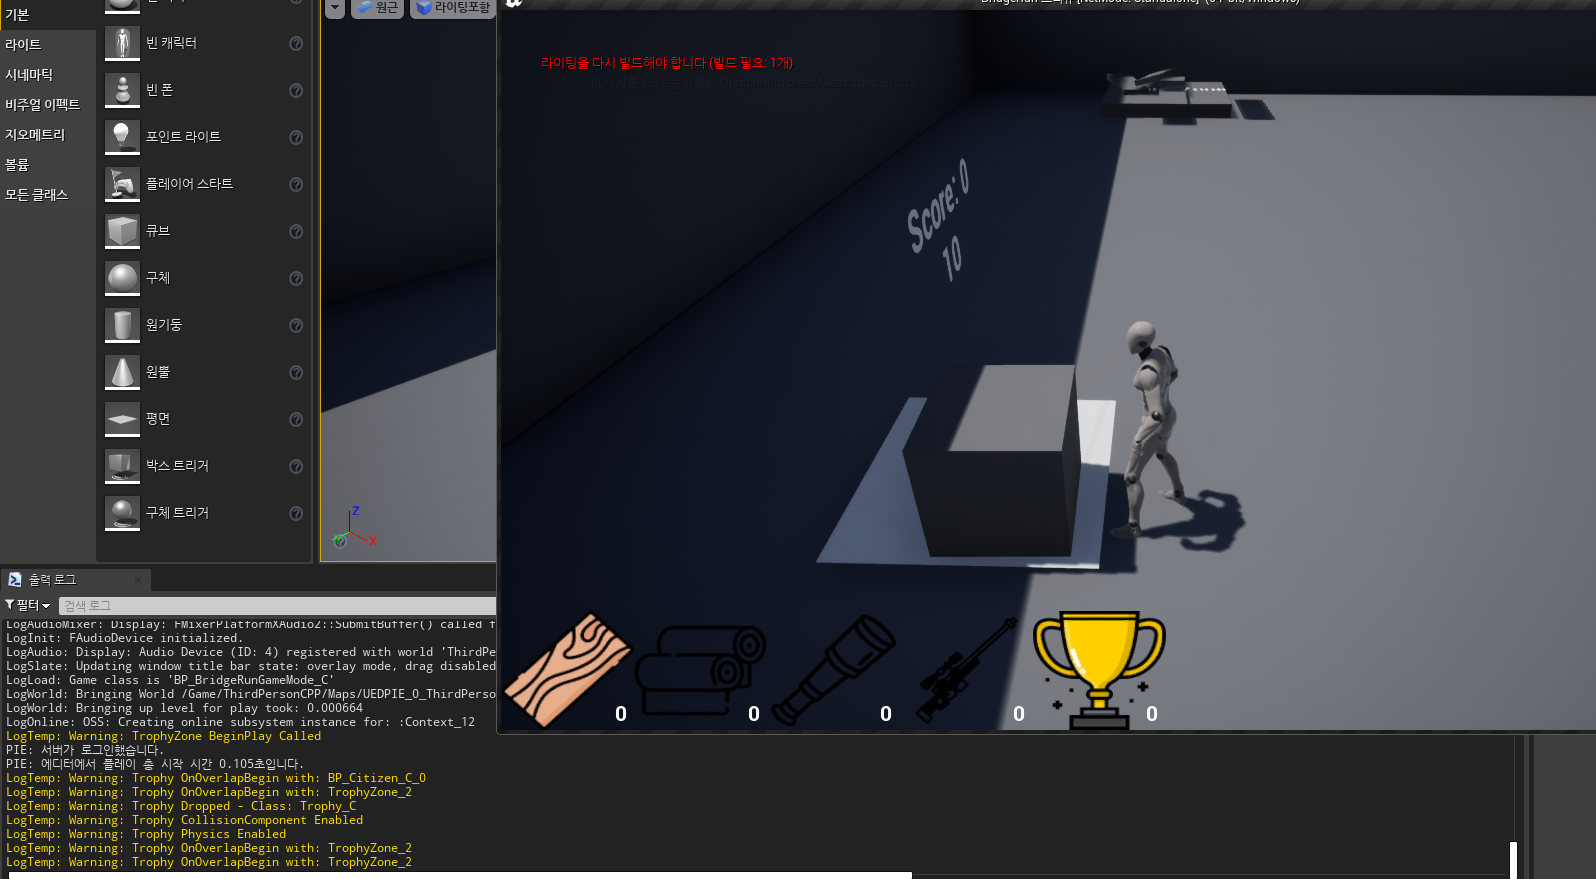 기본
라이트
시네마틱
비주얼 이펙트
지오메트리
볼륨
모든 클래스
빈 캐릭터
빈 폰
포인트 라이트
플레이어 스타트
큐브
구체
원기둥
원뿔
평면
박스 트리거
구체 트리거
원근
라이팅포함
Z
X
라이팅을 다시 빌드해야 합니다 (빌드 필요: 1개)
Score: 0
10
0
0
0
0
0
출력 로그
필터
검색 로그
LogAudioMixer: Display: FMixerPlatformXAudio2::SubmitBuffer() called f
LogInit: FAudioDevice initialized.
LogAudio: Display: Audio Device (ID: 4) registered with world 'ThirdPe
LogSlate: Updating window title bar state: overlay mode, drag disabled
LogLoad: Game class is 'BP_BridgeRunGameMode_C'
LogWorld: Bringing World /Game/ThirdPersonCPP/Maps/UEDPIE_0_ThirdPerso
LogWorld: Bringing up level for play took: 0.000664
LogOnline: OSS: Creating online subsystem instance for: :Context_12
LogTemp: Warning: TrophyZone BeginPlay Called
PIE: 서버가 로그인했습니다.
PIE: 에디터에서 플레이 총 시작 시간 0.105초입니다.
LogTemp: Warning: Trophy OnOverlapBegin with: BP_Citizen_C_0
LogTemp: Warning: Trophy OnOverlapBegin with: TrophyZone_2
LogTemp: Warning: Trophy Dropped - Class: Trophy_C
LogTemp: Warning: Trophy CollisionComponent Enabled
LogTemp: Warning: Trophy Physics Enabled
LogTemp: Warning: Trophy OnOverlapBegin with: TrophyZone_2
LogTemp: Warning: Trophy OnOverlapBegin with: TrophyZone_2